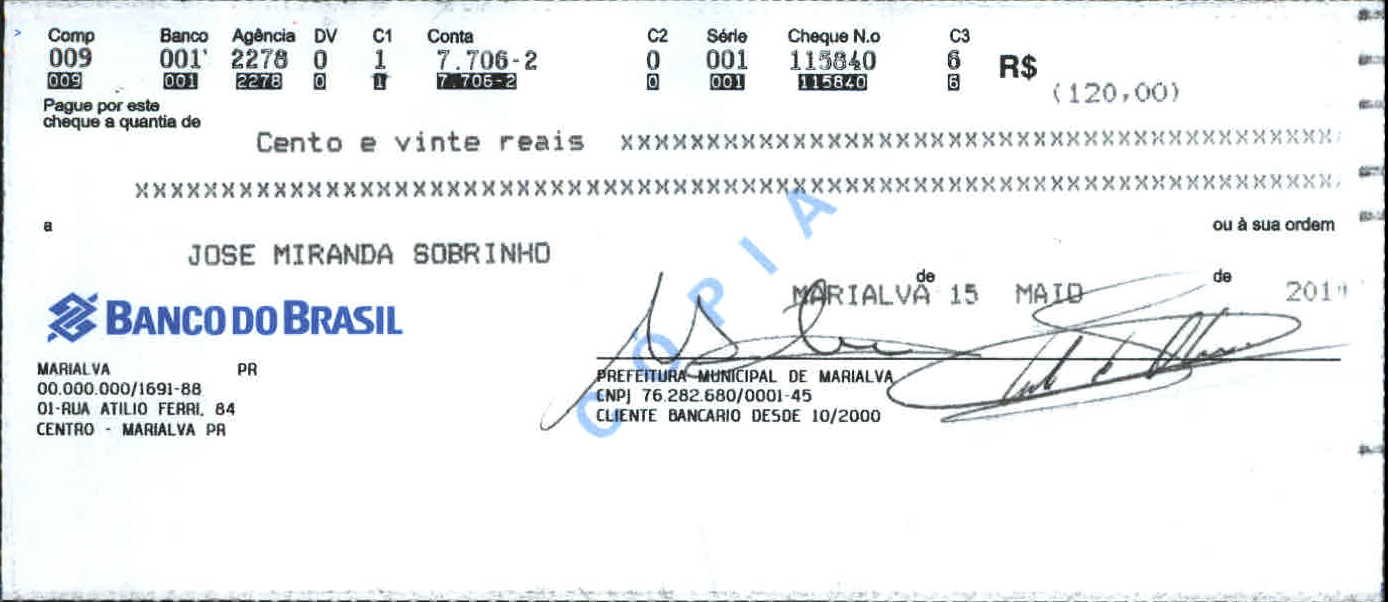 Comp Banco Agência DV C1 Conta C2 Série Cheque N.o C3
009 001 2278 0 1 7.706-2 0 001 115840 6 R$
009 001 2278 0 1 7.706-2 0 001 115840 6 (120,00)
Pague por este
cheque a quantia de
Cento e vinte reais xxxxxxxxxxxxxxxxxxxxxxxxxxxxxxxxxxxxxxxxxx
xxxxxxxxxxxxxxxxxxxxxxxxxxxxxxxxxxxxxxxxxxxxxxxxxxxxxxxxxxxxxxxxxxxxxx
a ou à sua ordem
JOSE MIRANDA SOBRINHO
MARIALVA de 15 MAIO de
BANCO DO BRASIL
CÓPIA
MARIALVA PR
00.000.000/1691-88
01-RUA ATILIO FERRI, 84
CENTRO - MARIALVA PR
PREFEITURA MUNICIPAL DE MARIALVA
CNPJ 76.282.680/0001-45
CLIENTE BANCARIO DESDE 10/2000